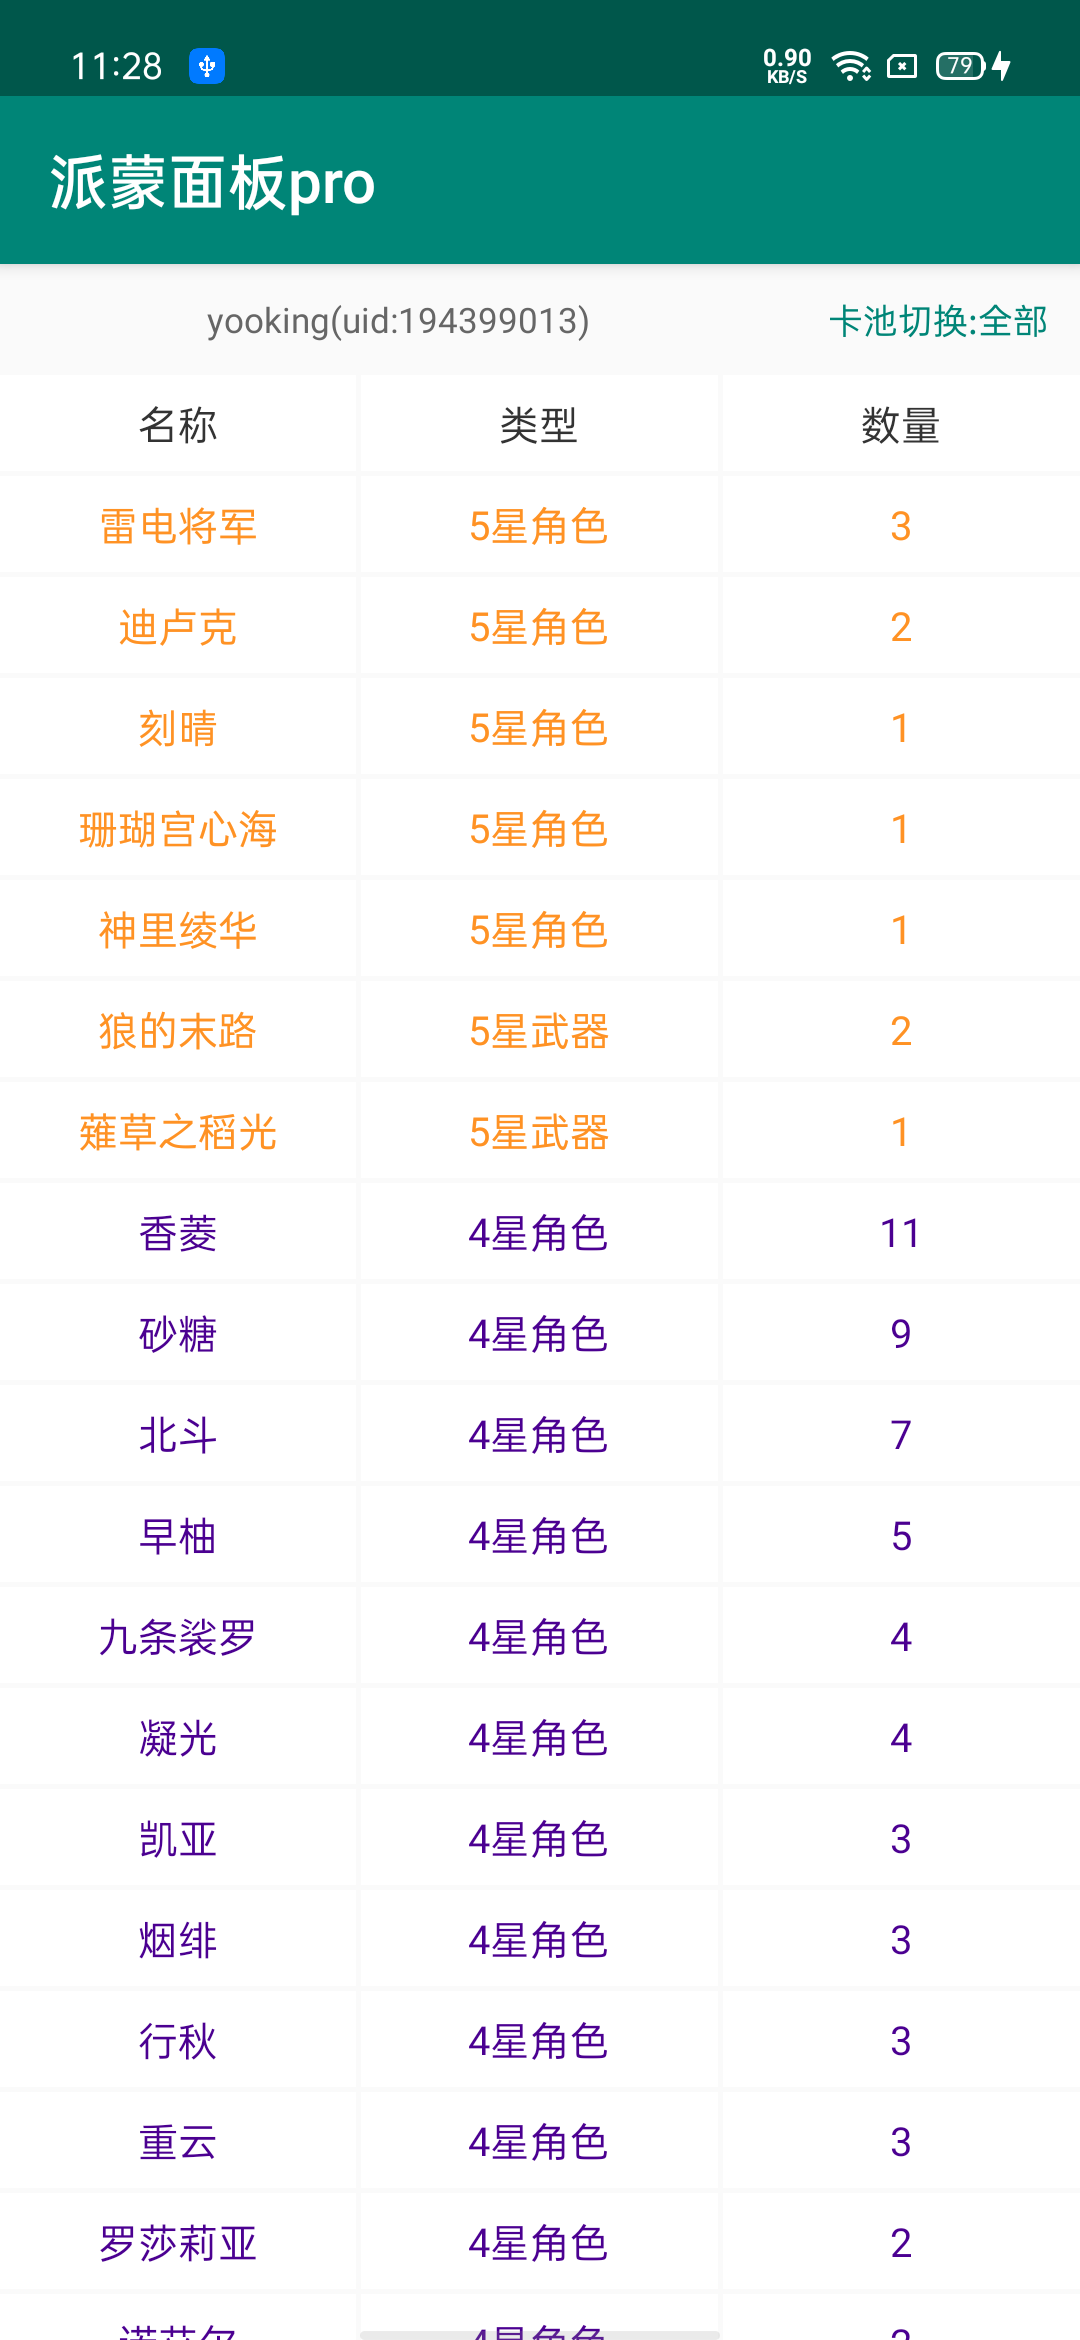 11:28 0.90 KB/S 79
派蒙面板pro
yooking(uid:194399013) 卡池切换:全部
名称 类型 数量
雷电将军 5星角色 3
迪卢克 5星角色 2
刻晴 5星角色 1
珊瑚宫心海 5星角色 1
神里绫华 5星角色 1
狼的末路 5星武器 2
薙草之稻光 5星武器 1
香菱 4星角色 11
砂糖 4星角色 9
北斗 4星角色 7
早柚 4星角色 5
九条裟罗 4星角色 4
凝光 4星角色 4
凯亚 4星角色 3
烟绯 4星角色 3
行秋 4星角色 3
重云 4星角色 3
罗莎莉亚 4星角色 2
4星角色